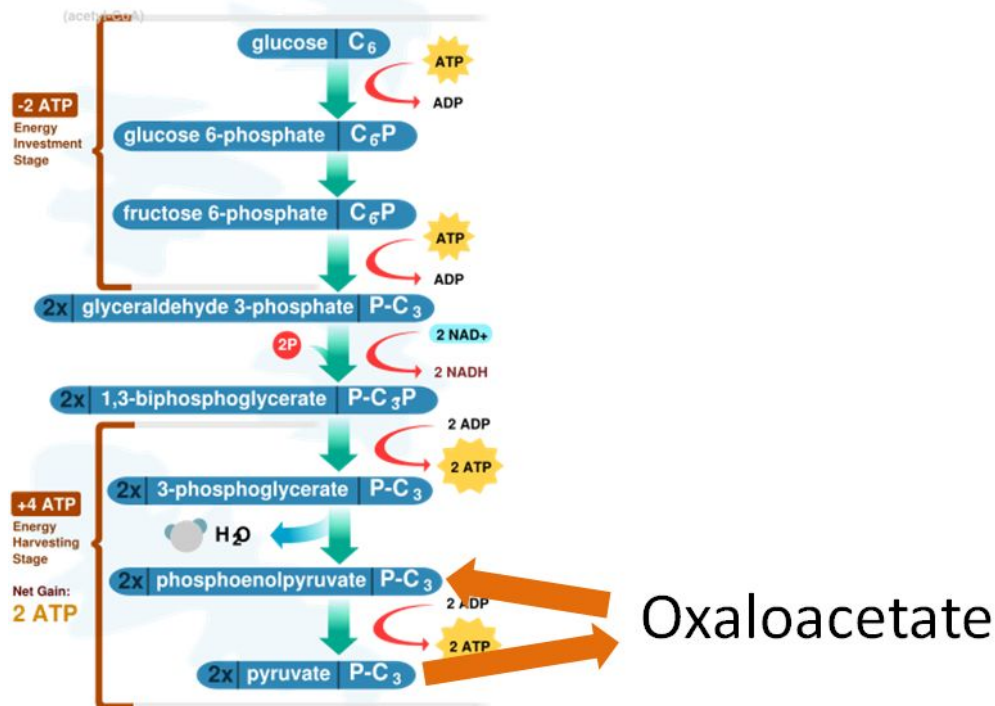 (acetyl-CoA)
glucose C6
ATP
ADP
-2 ATP
Energy
Investment
Stage
glucose 6-phosphate C6P
fructose 6-phosphate C6P
ATP
ADP
2x glyceraldehyde 3-phosphate P-C3
2P
2 NAD+
2 NADH
2x 1,3-biphosphoglycerate P-C3P
2 ADP
2 ATP
2x 3-phosphoglycerate P-C3
+4 ATP
Energy
Harvesting
Stage
Net Gain:
2 ATP
H2O
2x phosphoenolpyruvate P-C3
2 ADP
2 ATP
2x pyruvate P-C3
Oxaloacetate